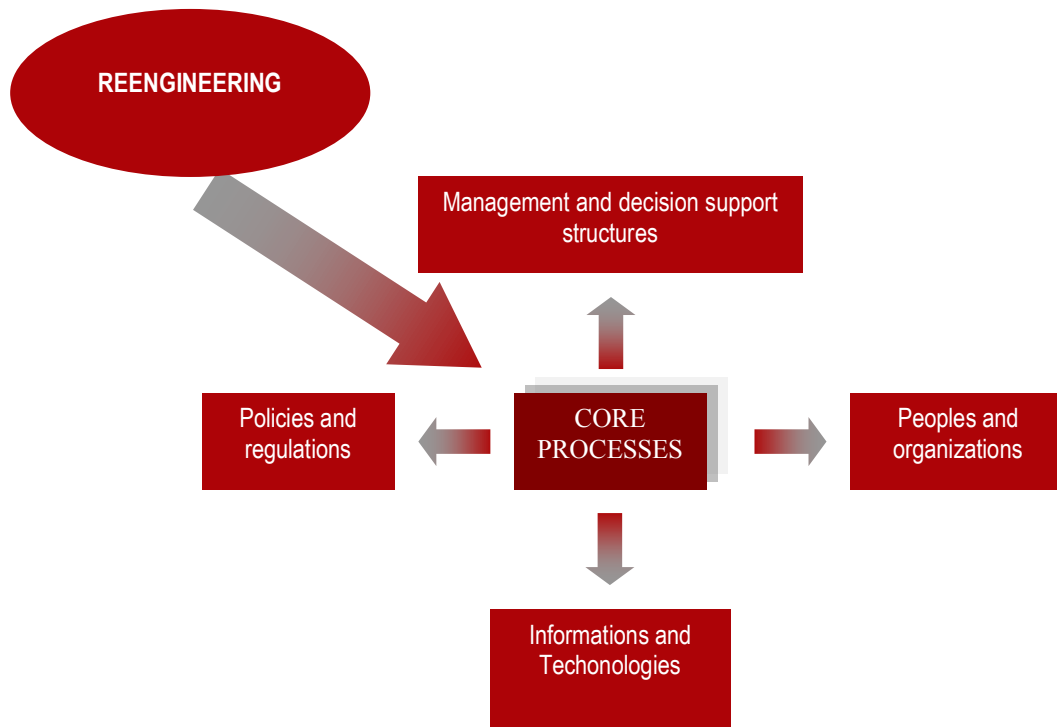 REENGINEERING
Management and decision support
structures
Policies and
regulations
CORE
PROCESSES
Peoples and
organizations
Informations and
Techonologies